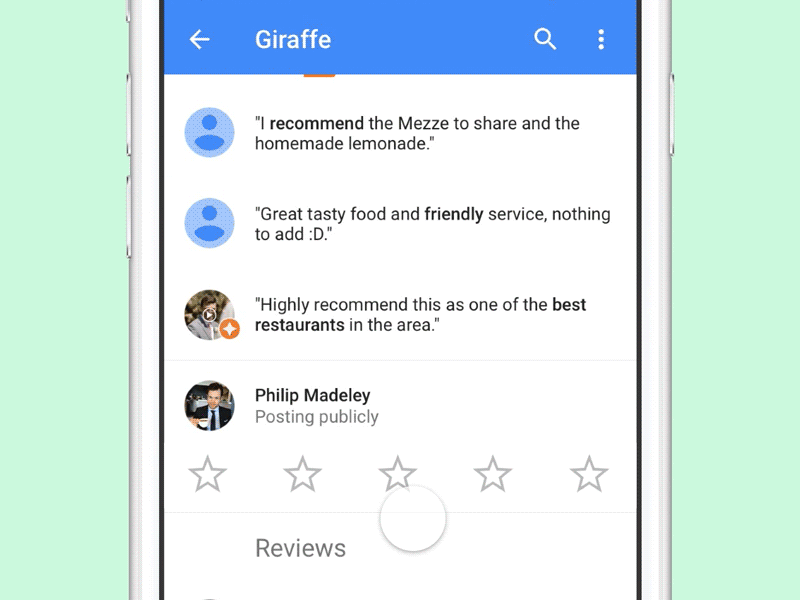 Giraffe
"I recommend the Mezze to share and the
homemade lemonade."
"Great tasty food and friendly service, nothing
to add :D."
"Highly recommend this as one of the best
restaurants in the area."
Philip Madeley
Posting publicly
Reviews